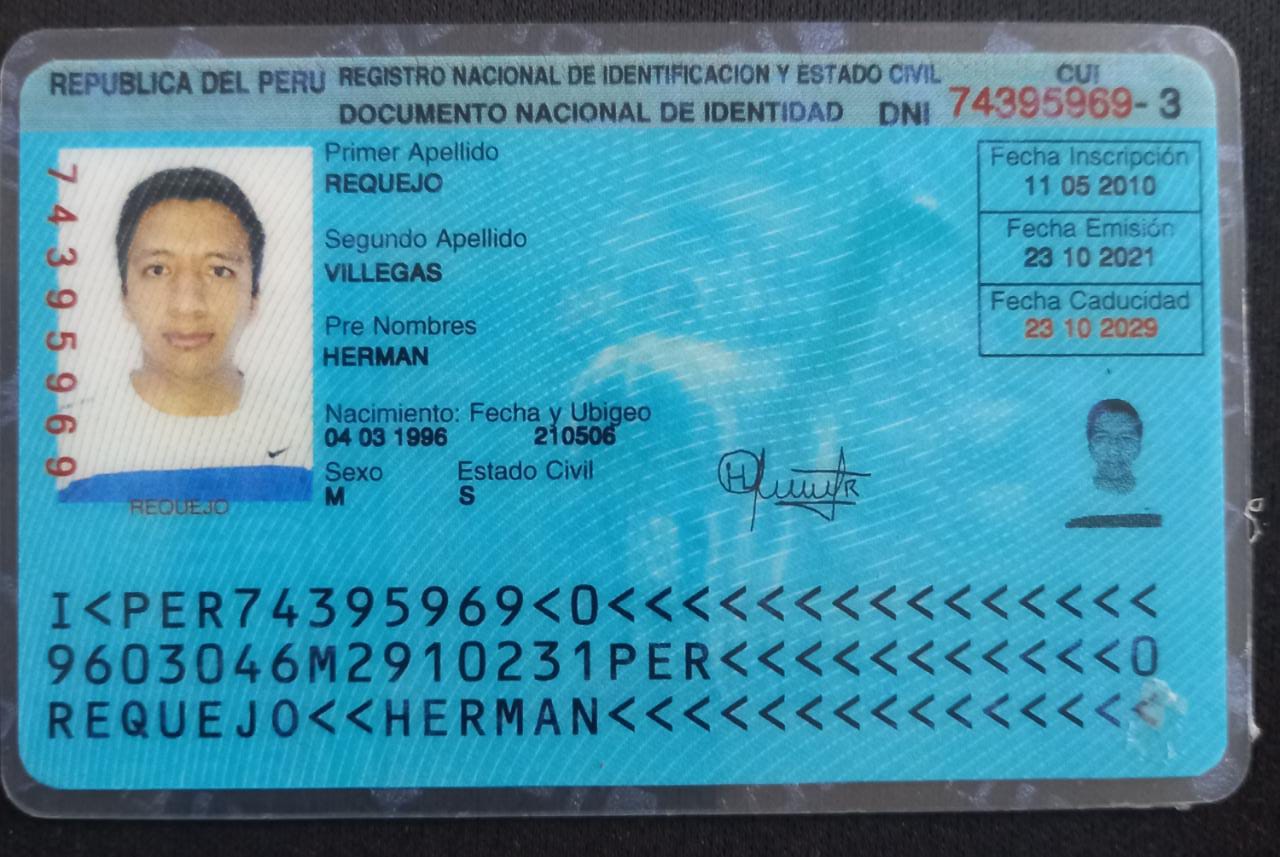 REPUBLICA DEL PERU REGISTRO NACIONAL DE IDENTIFICACION Y ESTADO CIVIL
DOCUMENTO NACIONAL DE IDENTIDAD DNI
CUI
74395969-3
74395969
Primer Apellido
REQUEJO
Segundo Apellido
VILLEGAS
Pre Nombres
HERMAN
Nacimiento: Fecha y Ubigeo
04 03 1996 210506
Sexo Estado Civil
M S
REQUEJO
Fecha Inscripción
11 05 2010
Fecha Emisión
23 10 2021
Fecha Caducidad
23 10 2029
I<PER74395969<0<<<<<<<<<<<<<<<
9603046M2910231PER<<<<<<<<<<<0
REQUEJO<<HERMAN<<<<<<<<<<<<<<<